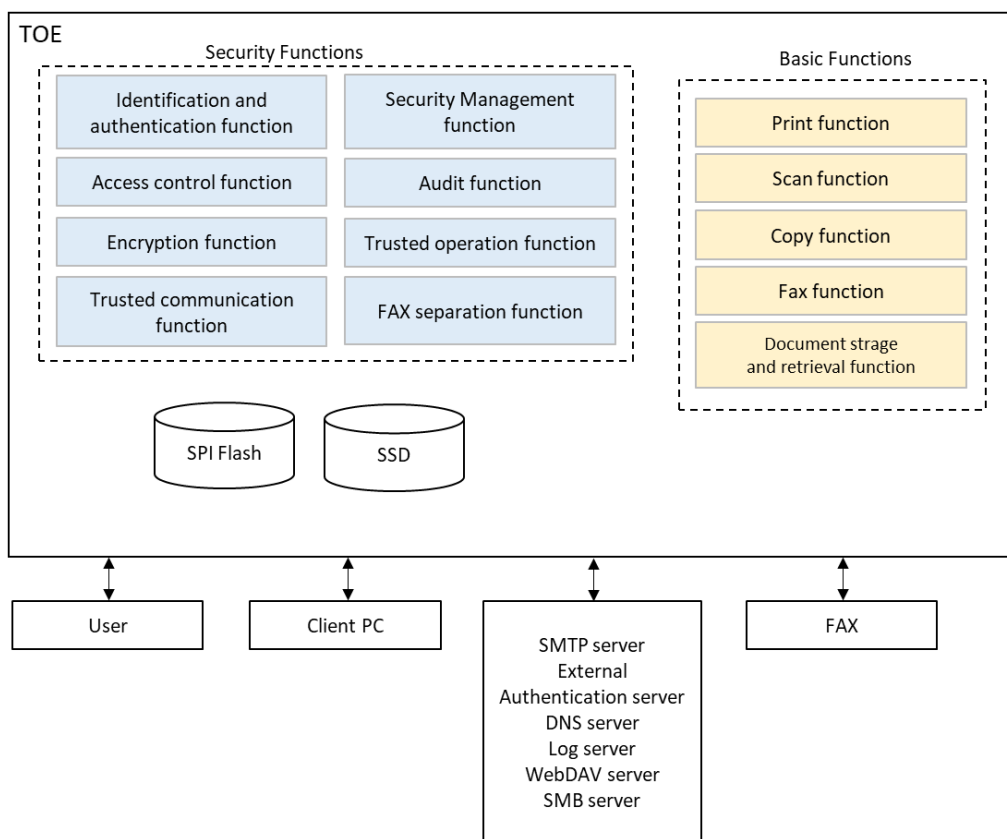 TOE
Security Functions
Identification and
authentication function
Security Management
function
Access control function
Audit function
Encryption function
Trusted operation function
Trusted communication
function
FAX separation function
Basic Functions
Print function
Scan function
Copy function
Fax function
Document strage
and retrieval function
SPI Flash
SSD
User
Client PC
SMTP server
External
Authentication server
DNS server
Log server
WebDAV server
SMB server
FAX